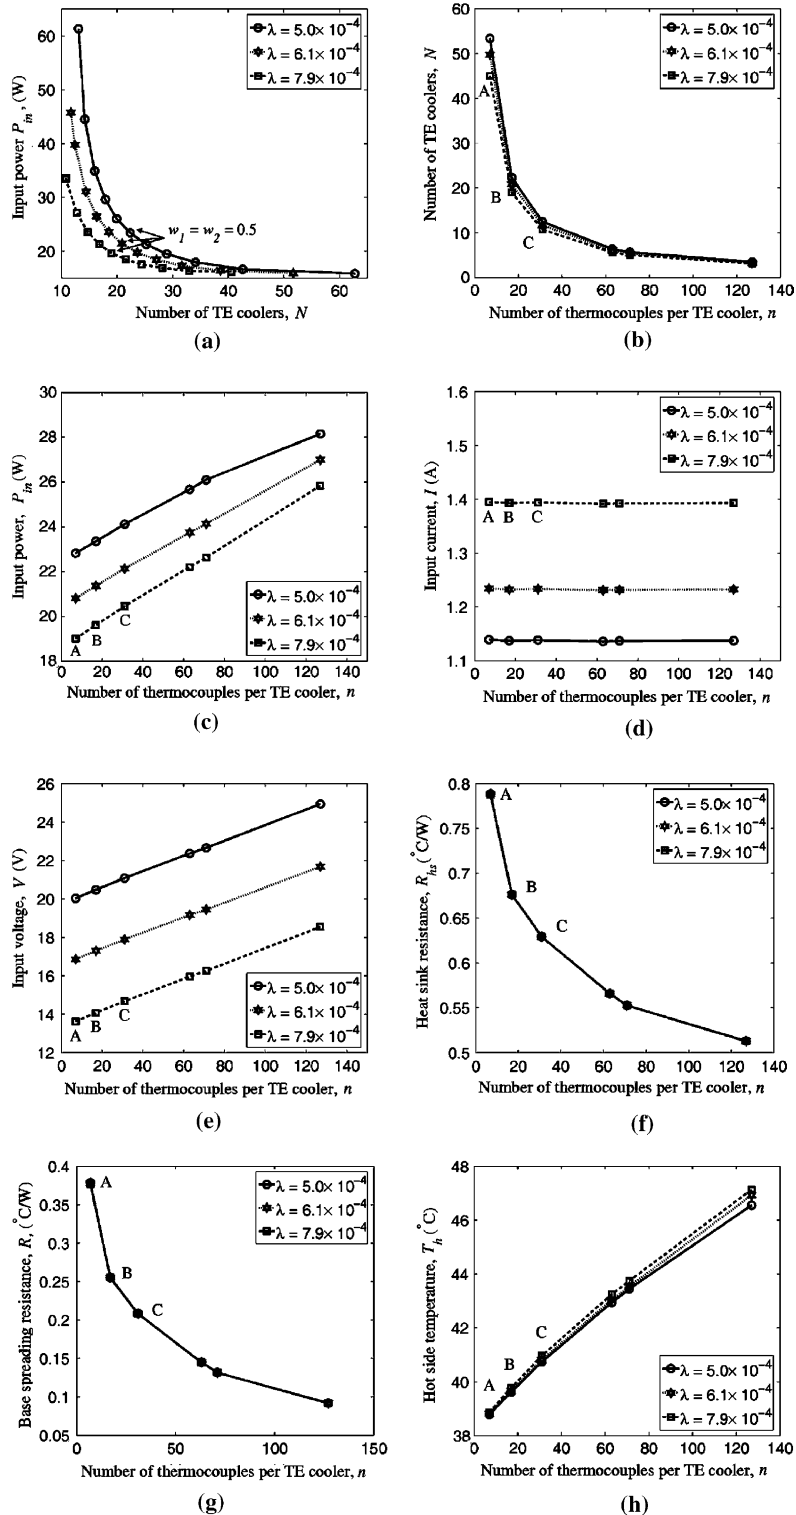 60
50
40
30
20
10 20 30 40 50 60
Input power P_in, (W)
Number of TE coolers, N
λ = 5.0× 10⁻⁴
λ = 6.1× 10⁻⁴
λ = 7.9× 10⁻⁴
w₁ = w₂ = 0.5
(a)
60
50
40
30
20
10
0
0 20 40 60 80 100 120 140
Number of TE coolers, N
Number of thermocouples per TE cooler, n
λ = 5.0× 10⁻⁴
λ = 6.1× 10⁻⁴
λ = 7.9× 10⁻⁴
A
B
C
(b)
30
28
26
24
22
20
18
0 20 40 60 80 100 120 140
Input power, P_in(W)
Number of thermocouples per TE cooler, n
A
B
C
λ = 5.0× 10⁻⁴
λ = 6.1× 10⁻⁴
λ = 7.9× 10⁻⁴
(c)
1.6
1.5
1.4
1.3
1.2
1.1
0 20 40 60 80 100 120 140
Input current, I (A)
Number of thermocouples per TE cooler, n
λ = 5.0× 10⁻⁴
λ = 6.1× 10⁻⁴
λ = 7.9× 10⁻⁴
A B C
(d)
26
24
22
20
18
16
14
12
0 20 40 60 80 100 120 140
Input voltage, V (V)
Number of thermocouples per TE cooler, n
A
B
C
λ = 5.0× 10⁻⁴
λ = 6.1× 10⁻⁴
λ = 7.9× 10⁻⁴
(e)
0.8
0.75
0.7
0.65
0.6
0.55
0.5
0 20 40 60 80 100 120 140
Heat sink resistance, R_hs(°C/W)
Number of thermocouples per TE cooler, n
λ = 5.0× 10⁻⁴
λ = 6.1× 10⁻⁴
λ = 7.9× 10⁻⁴
A
B
C
(f)
0.4
0.35
0.3
0.25
0.2
0.15
0.1
0.05
0 50 100 150
Base spreading resistance, R, (°C/W)
Number of thermocouples per TE cooler, n
λ = 5.0× 10⁻⁴
λ = 6.1× 10⁻⁴
λ = 7.9× 10⁻⁴
A
B
C
(g)
48
46
44
42
40
38
0 20 40 60 80 100 120 140
Hot side temperature, T_h(°C)
Number of thermocouples per TE cooler, n
A
B
C
λ = 5.0× 10⁻⁴
λ = 6.1× 10⁻⁴
λ = 7.9× 10⁻⁴
(h)